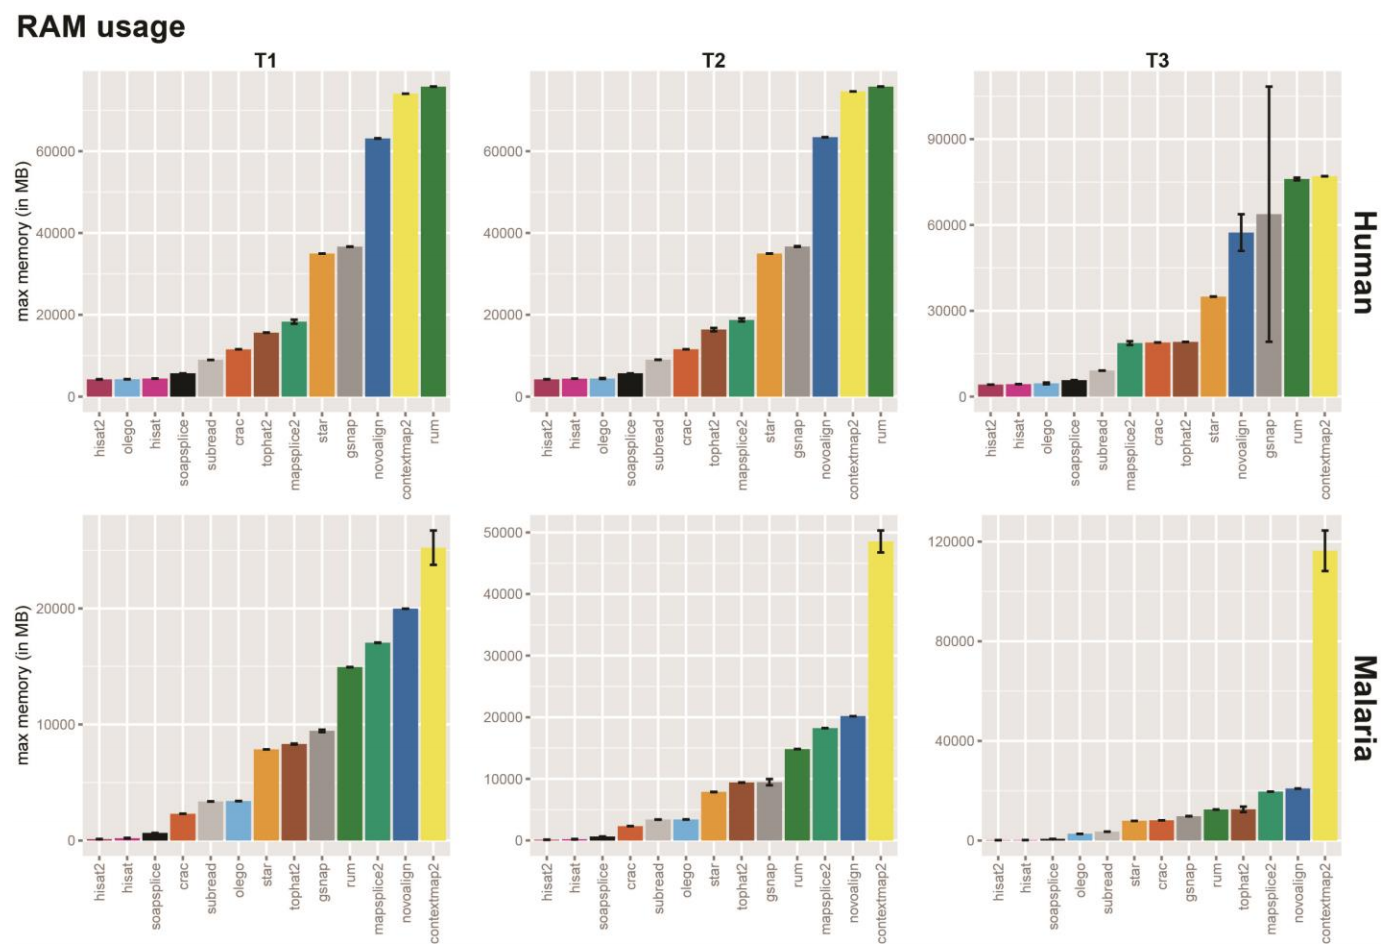 RAM usage
T1
T2
T3
max memory (in MB)
60000
40000
20000
0
hisat2
olego
hisat
soapsplice
subread
crac
tophat2
mapsplice2
star
gsnap
novoalign
contextmap2
rum
60000
40000
20000
0
hisat2
hisat
olego
soapsplice
subread
crac
tophat2
mapsplice2
star
gsnap
novoalign
contextmap2
rum
90000
60000
30000
0
hisat2
hisat
olego
soapsplice
subread
mapsplice2
crac
tophat2
star
novoalign
gsnap
rum
contextmap2
Human
max memory (in MB)
20000
10000
0
hisat2
hisat
soapsplice
crac
subread
olego
star
tophat2
gsnap
rum
mapsplice2
novoalign
contextmap2
50000
40000
30000
20000
10000
0
hisat2
hisat
soapsplice
crac
subread
olego
star
tophat2
gsnap
rum
mapsplice2
novoalign
contextmap2
120000
80000
40000
0
hisat2
hisat
soapsplice
olego
subread
star
crac
gsnap
rum
tophat2
mapsplice2
novoalign
contextmap2
Malaria